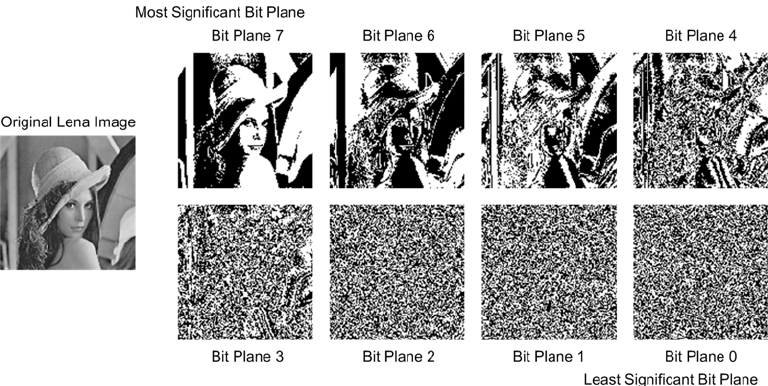 Most Significant Bit Plane
Bit Plane 7
Bit Plane 6
Bit Plane 5
Bit Plane 4
Original Lena Image
Bit Plane 3
Bit Plane 2
Bit Plane 1
Bit Plane 0
Least Significant Bit Plane